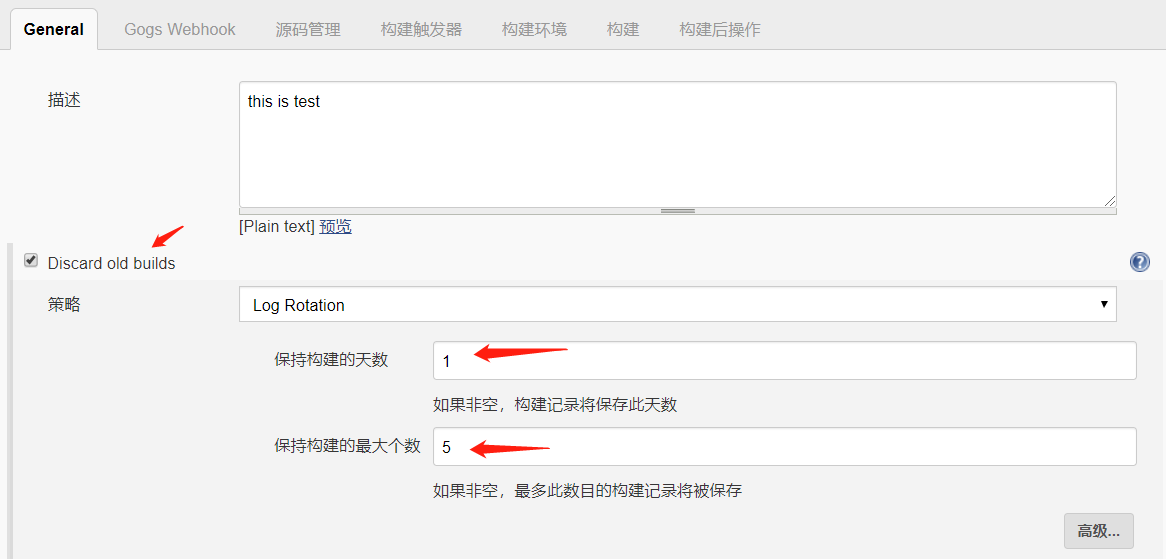 General Gogs Webhook 源码管理 构建触发器 构建环境 构建 构建后操作
描述 this is test
[Plain text] 预览
Discard old builds
策略 Log Rotation
保持构建的天数 1
如果非空，构建记录将保存此天数
保持构建的最大个数 5
如果非空，最多此数目的构建记录将被保存
高级...